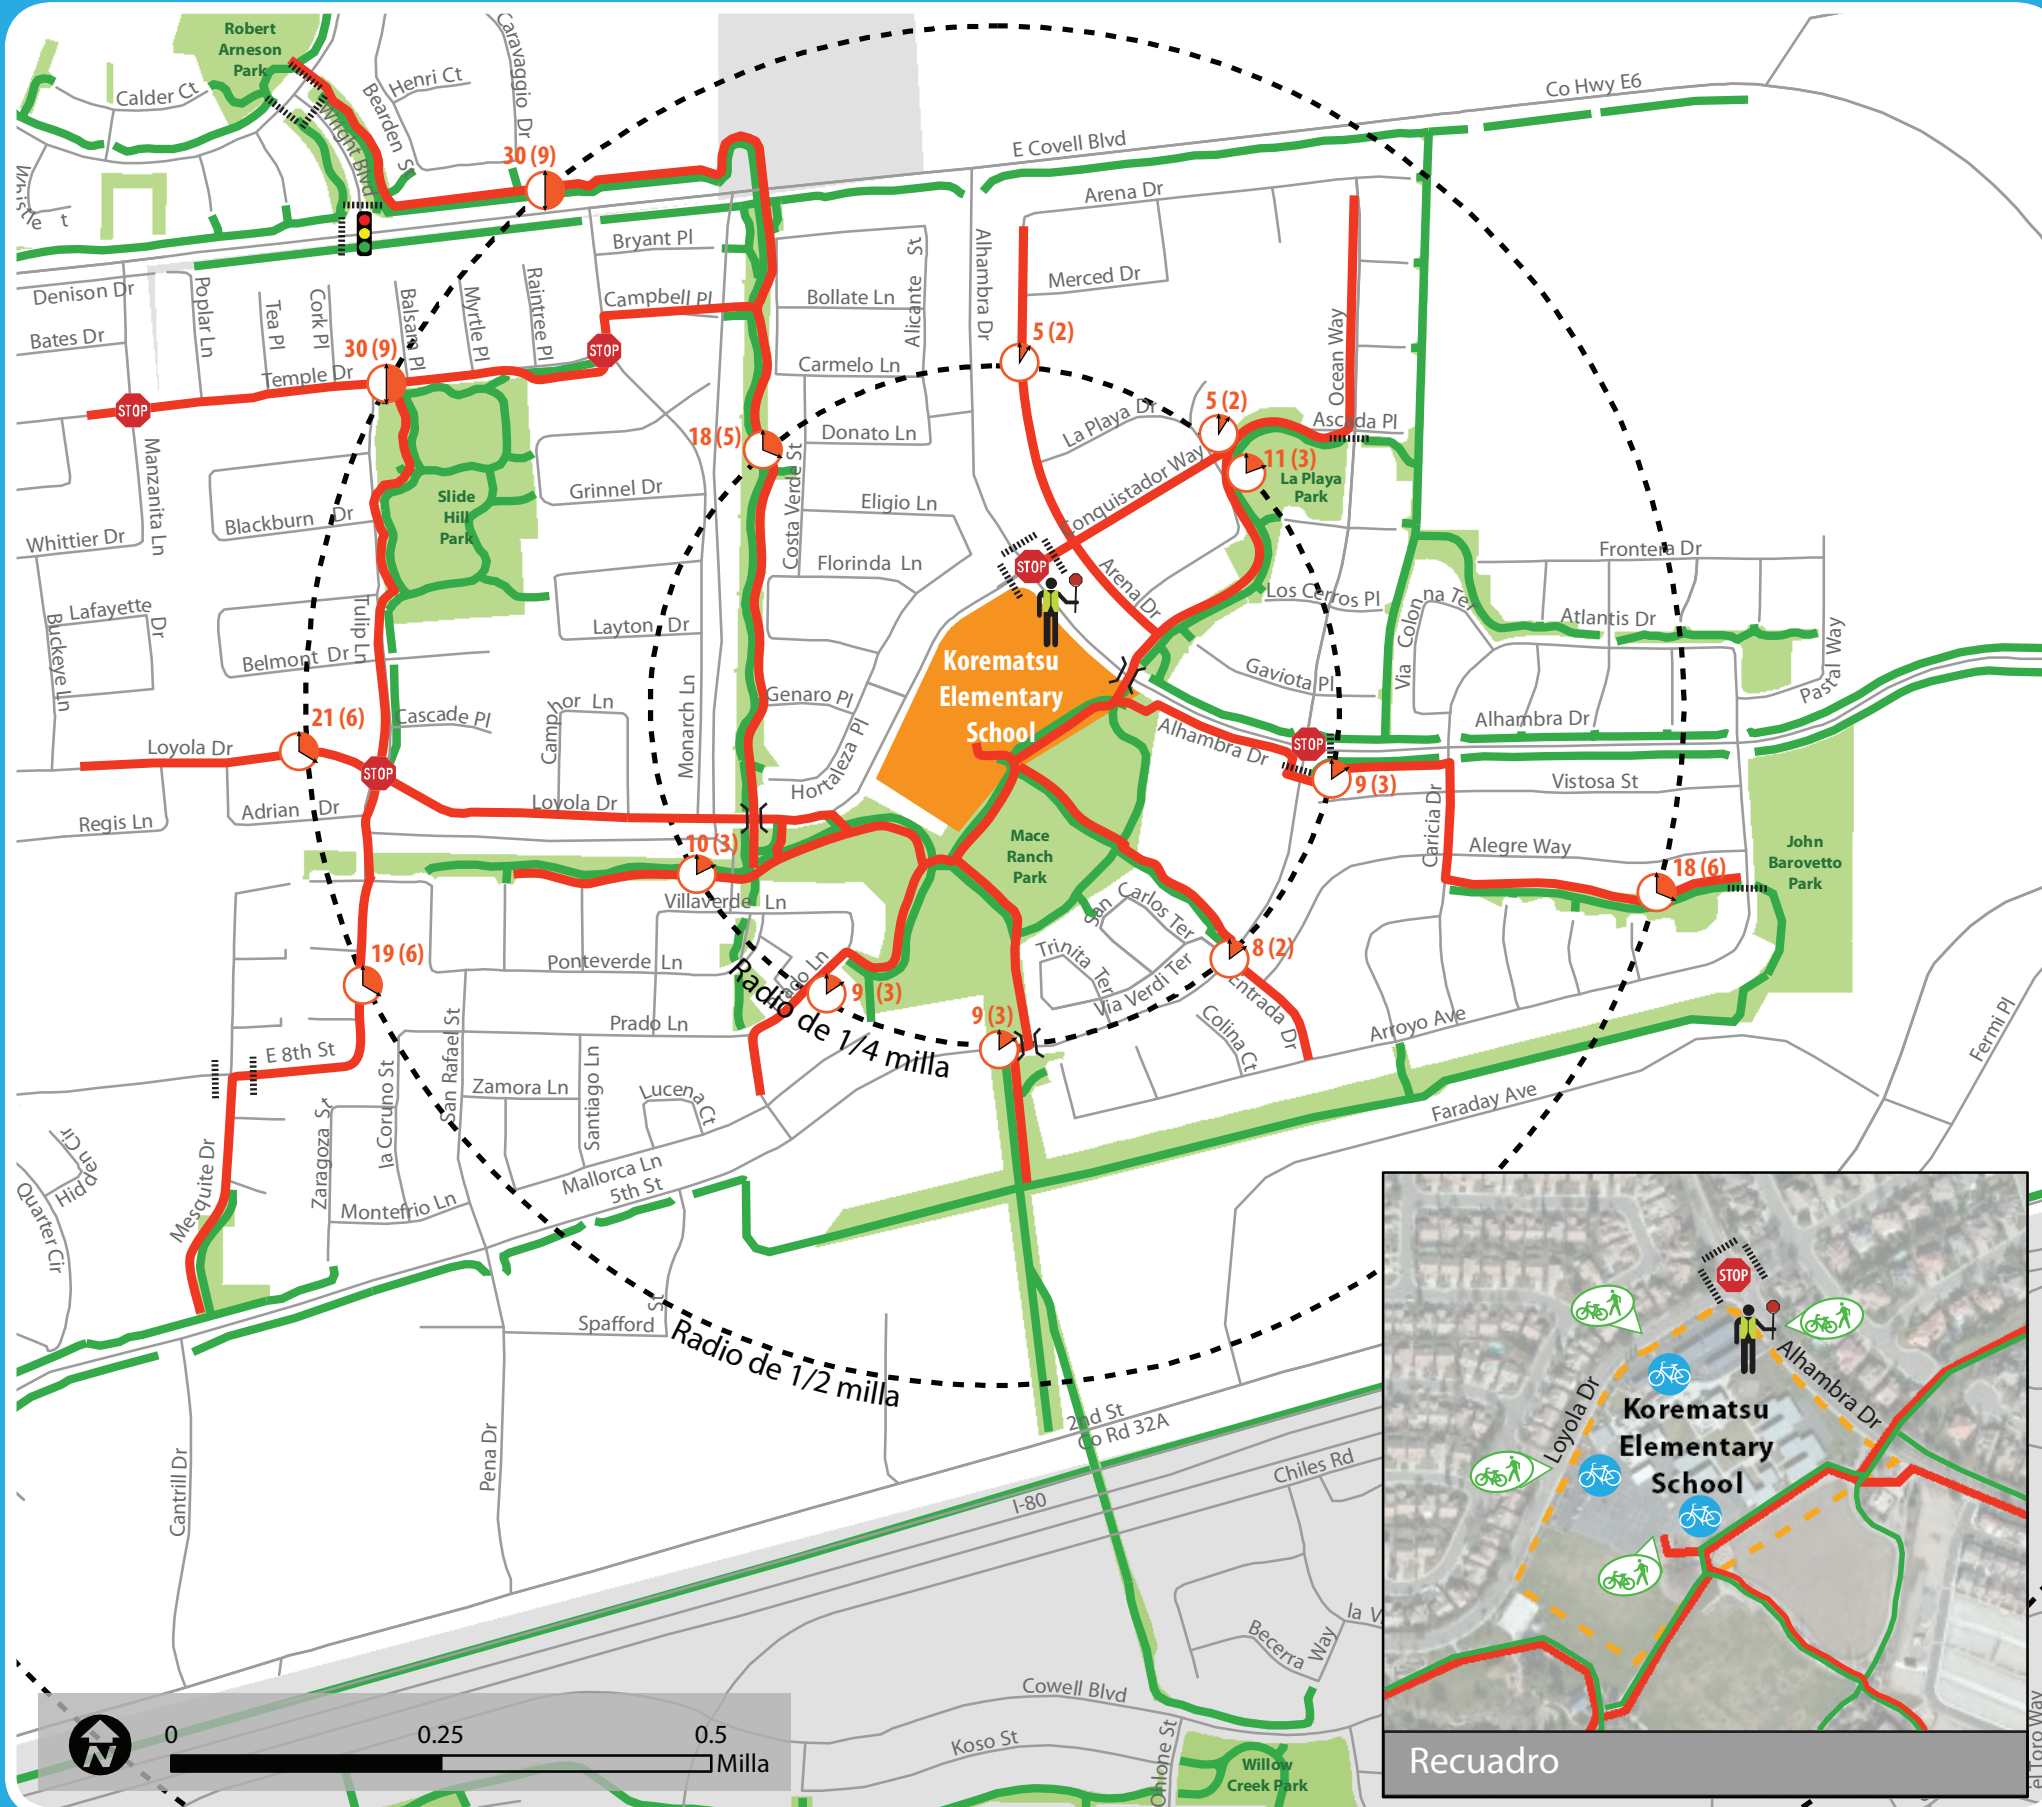 Robert
Arneson
Park
Calder Ct
Henri Ct
Bearden St
Caravaggio Dr
Wright Blvd
30 (9)
Co Hwy E6
E Covell Blvd
Arena Dr
Merced Dr
Alhambra Dr
Bryant Pl
Campbell Pl
Bollate Ln
Alicante St
Carmelo Ln
Donato Ln
Eligio Ln
Florinda Ln
Costa Verde St
Genaro Pl
Hortaleza Pl
Denison Dr
Bates Dr
Poplar Ln
Tea Pl
Cork Pl
Balsam Pl
Myrtle Pl
Raintree Pl
STOP
30 (9)
Temple Dr
STOP
18 (5)
5 (2)
Ocean Way
La Playa Dr
5 (2)
Ascada Pl
11 (3)
La Playa
Park
Conquistador Way
Manzanita Ln
Whittier Dr
Blackburn Dr
Slide
Hill
Park
Grinnel Dr
STOP
Arena Dr
Los Cerros Pl
Via Colonna Ter
Frontera Dr
Atlantis Dr
Pastal Way
Lafayette Dr
Buckeye Ln
Tulip Ln
Layton Dr
Belmont Dr
Monarch Ln
Camphor Ln
Cascade Pl
Korematsu
Elementary
School
Gaviota Pl
Alhambra Dr
Alhambra Dr
STOP
9 (3)
Vistosa St
Caricia Dr
Alegre Way
18 (6)
John
Barovetto
Park
21 (6)
Loyola Dr
STOP
Loyola Dr
Adrian Dr
Regis Ln
10 (3)
Villaverde Ln
Mace
Ranch
Park
San Carlos Ter
Trinita Ter
Via Verdi Ter
8 (2)
Entrada Dr
Colina Ct
Arroyo Ave
Faraday Ave
Fermi Pl
19 (6)
Ponteverde Ln
9 (3)
9 (3)
Radio de 1/4 milla
Prado Ln
E 8th St
San Rafael St
la Coruno St
Zaragoza St
Zamora Ln
Santiago Ln
Lucena Ct
Mallorca Ln
5th St
Montefrio Ln
Mesquite Dr
Hidden Cir
Quarter Cir
Spafford St
Radio de 1/2 milla
Cantrill Dr
Pena Dr
2nd St
Co Rd 32A
I-80
Chiles Rd
Becerra Way
la V
Cowell Blvd
Koso St
Ohlone St
Willow
Creek Park
el Toro Way
STOP
Alhambra Dr
Loyola Dr
Korematsu
Elementary
School
Recuadro
N
0 0.25 0.5
Milla